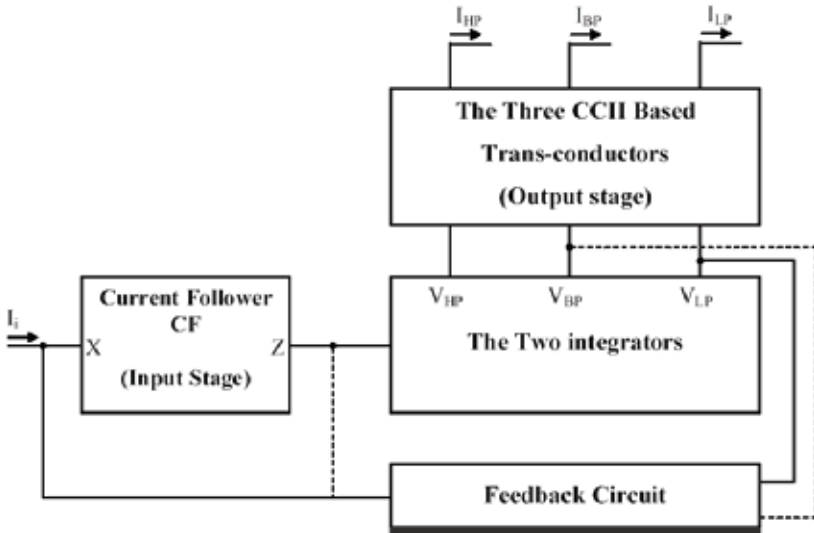 I_HP I_BP I_LP
The Three CCII Based
Trans-conductors
(Output stage)
Current Follower
CF
(Input Stage)
I_i
X Z
V_HP V_BP V_LP
The Two integrators
Feedback Circuit